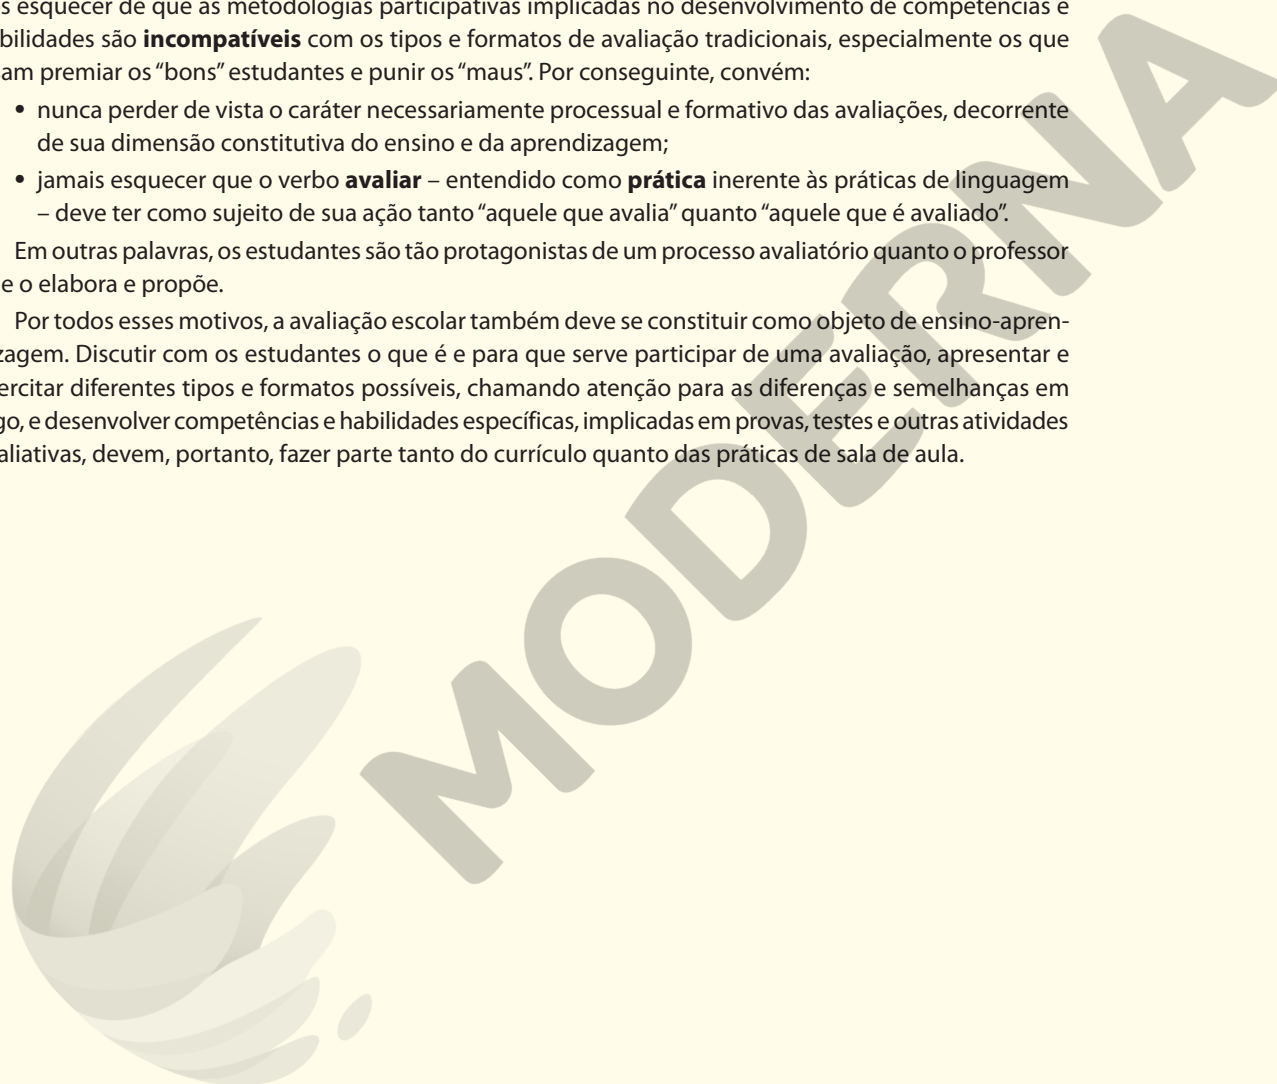 esquecer de que as metodologias participativas implicadas no desenvolvimento de competências e
são incompatíveis com os tipos e formatos de avaliação tradicionais, especialmente os que
premiar os “bons” estudantes e punir os “maus”. Por conseguinte, convém:
• nunca perder de vista o caráter necessariamente processual e formativo das avaliações, decorrente
de sua dimensão constitutiva do ensino e da aprendizagem;
• jamais esquecer que o verbo avaliar – entendido como prática inerente às práticas de linguagem
– deve ter como sujeito de sua ação tanto “aquele que avalia” quanto “aquele que é avaliado”.
Em outras palavras, os estudantes são tão protagonistas de um processo avaliatório quanto o professor
e o elabora e propõe.
Por todos esses motivos, a avaliação escolar também deve se constituir como objeto de ensino-apren-
zagem. Discutir com os estudantes o que é e para que serve participar de uma avaliação, apresentar e
ercitar diferentes tipos e formatos possíveis, chamando atenção para as diferenças e semelhanças em
go, e desenvolver competências e habilidades específicas, implicadas em provas, testes e outras atividades
aliativas, devem, portanto, fazer parte tanto do currículo quanto das práticas de sala de aula.
MODERNA